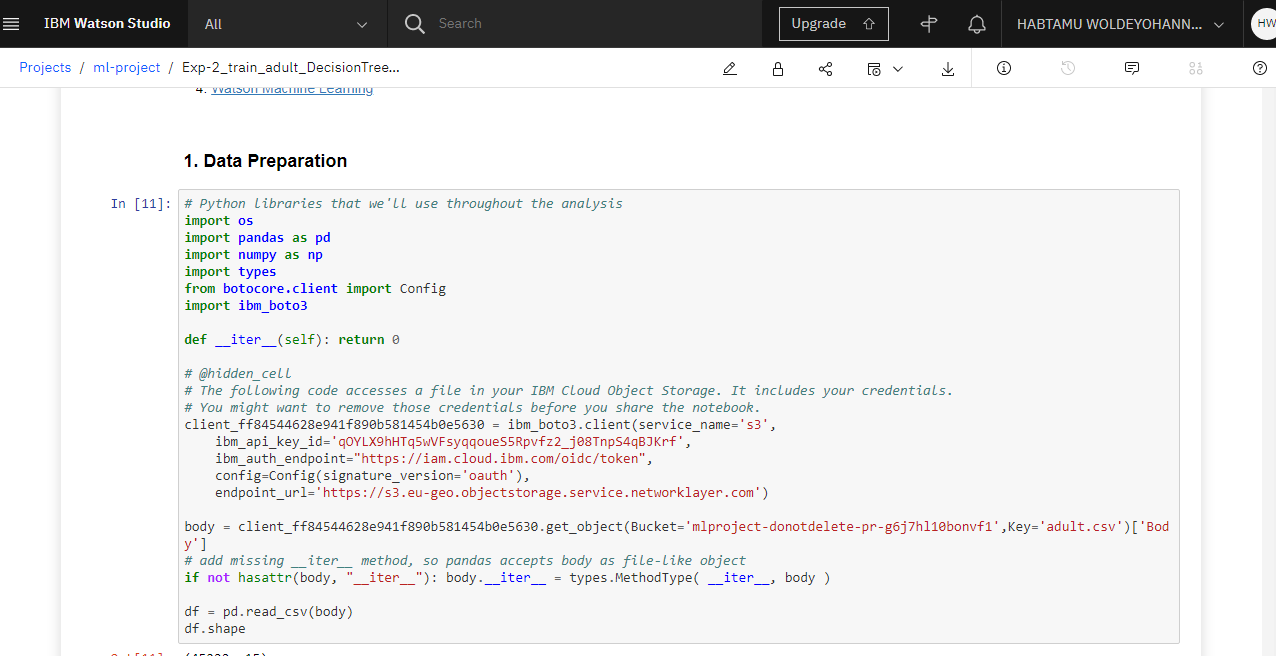 IBM Watson Studio
All
Search
Upgrade
HABTAMU WOLDEYOHANN...
HW
Projects / ml-project / Exp-2_train_adult_DecisionTree...
4. Watson Machine Learning
1. Data Preparation
In [11]:
# Python libraries that we'll use throughout the analysis
import os
import pandas as pd
import numpy as np
import types
from botocore.client import Config
import ibm_boto3
def __iter__(self): return 0
# @hidden_cell
# The following code accesses a file in your IBM Cloud Object Storage. It includes your credentials.
# You might want to remove those credentials before you share the notebook.
client_ff84544628e941f890b581454b0e5630 = ibm_boto3.client(service_name='s3',
ibm_api_key_id='qOYLX9hHTq5wVFsyqqoueS5Rpvfz2_j08TnpS4qBJKrf',
ibm_auth_endpoint="https://iam.cloud.ibm.com/oidc/token",
config=Config(signature_version='oauth'),
endpoint_url='https://s3.eu-geo.objectstorage.service.networklayer.com')
body = client_ff84544628e941f890b581454b0e5630.get_object(Bucket='mlproject-donotdelete-pr-g6j7hl10bonvf1',Key='adult.csv')['Bod
y']
# add missing __iter__ method, so pandas accepts body as file-like object
if not hasattr(body, "__iter__"): body.__iter__ = types.MethodType( __iter__, body )
df = pd.read_csv(body)
df.shape